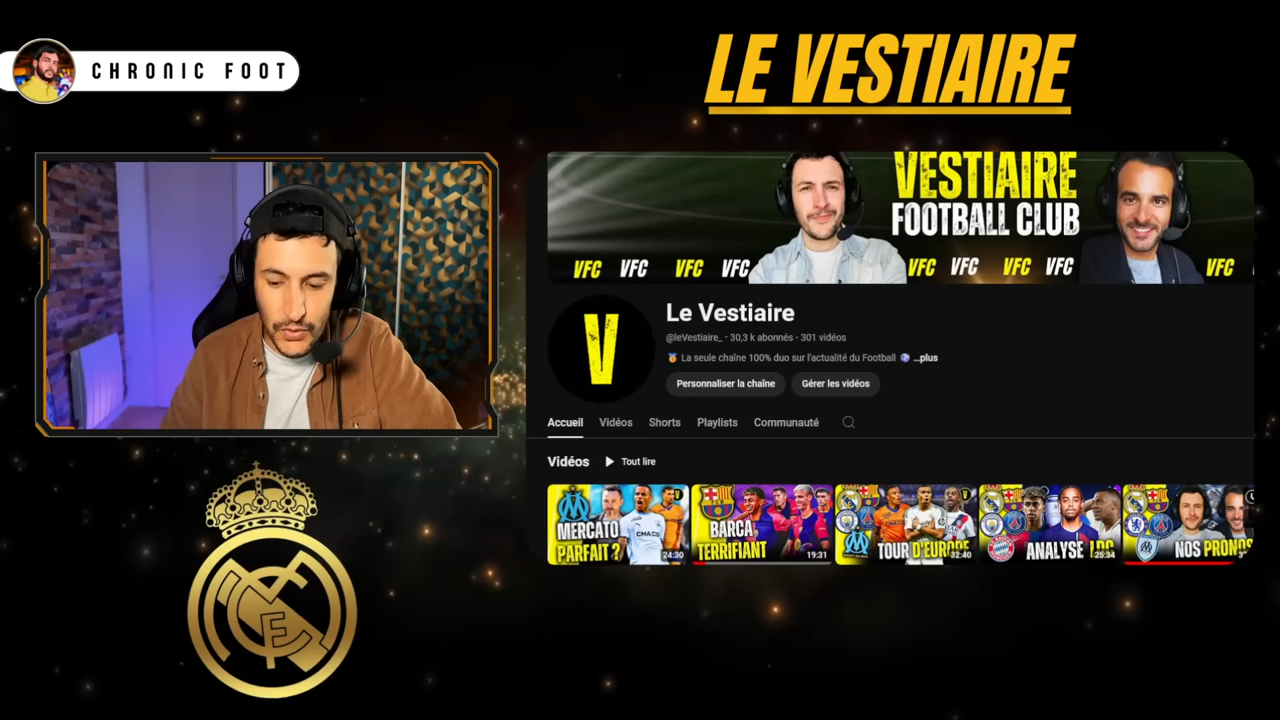 CHRONIC FOOT
LE VESTIAIRE
VESTIAIRE
FOOTBALL CLUB
VFC VFC VFC VFC VFC VFC VFC VFC VFC
V
Le Vestiaire
@leVestiaire_ · 30,3 k abonnés · 301 vidéos
🏅 La seule chaîne 100% duo sur l'actualité du Football ⚽ ...plus
Personnaliser la chaîne Gérer les vidéos
Accueil Vidéos Shorts Playlists Communauté
Vidéos Tout lire
MERCATO
PARFAIT ?
24:30
BARÇA
TERRIFIANT
19:31
TOUR D'EUROPE
32:40
ANALYSE LDC
25:34
NOS PRONOS